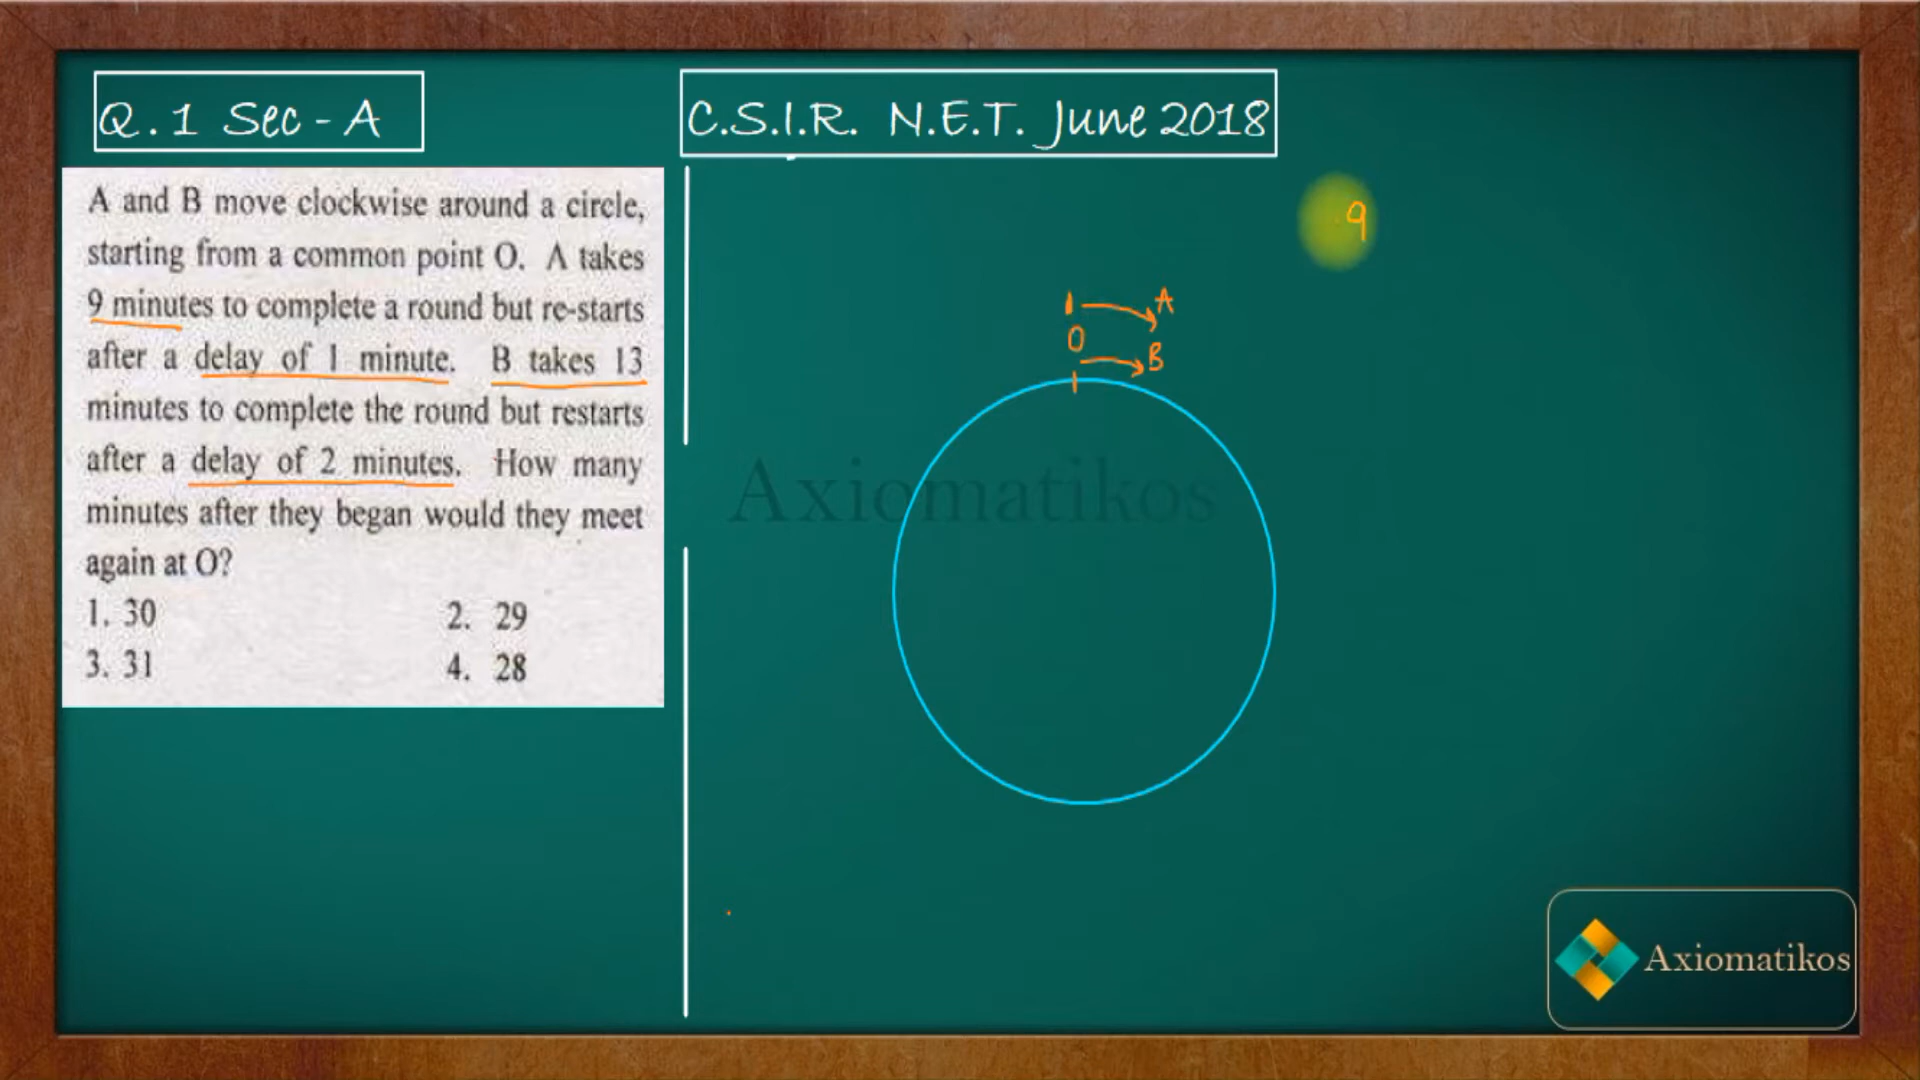 Q.1 Sec - A
C.S.I.R. N.E.T. June 2018
A and B move clockwise around a circle,
starting from a common point O. A takes
9 minutes to complete a round but re-starts
after a delay of 1 minute. B takes 13
minutes to complete the round but restarts
after a delay of 2 minutes. How many
minutes after they began would they meet
again at O?
1. 30 2. 29
3. 31 4. 28
9
A
O
B
Axiomatikos
Axiomatikos